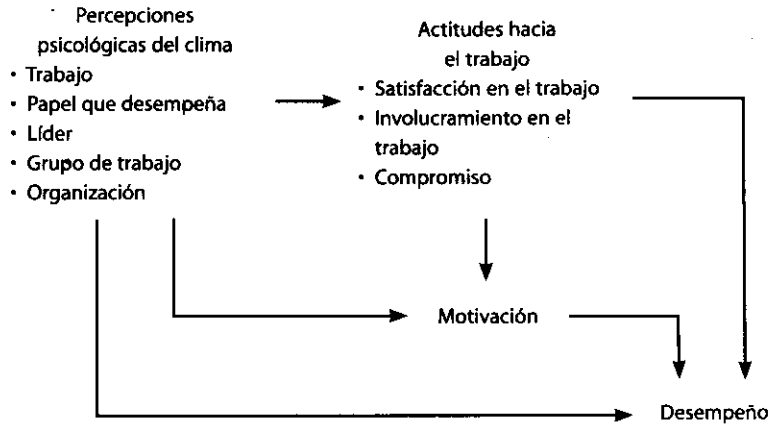 Percepciones
psicológicas del clima
• Trabajo
• Papel que desempeña
• Líder
• Grupo de trabajo
• Organización
Actitudes hacia
el trabajo
• Satisfacción en el trabajo
• Involucramiento en el
trabajo
• Compromiso
Motivación
Desempeño